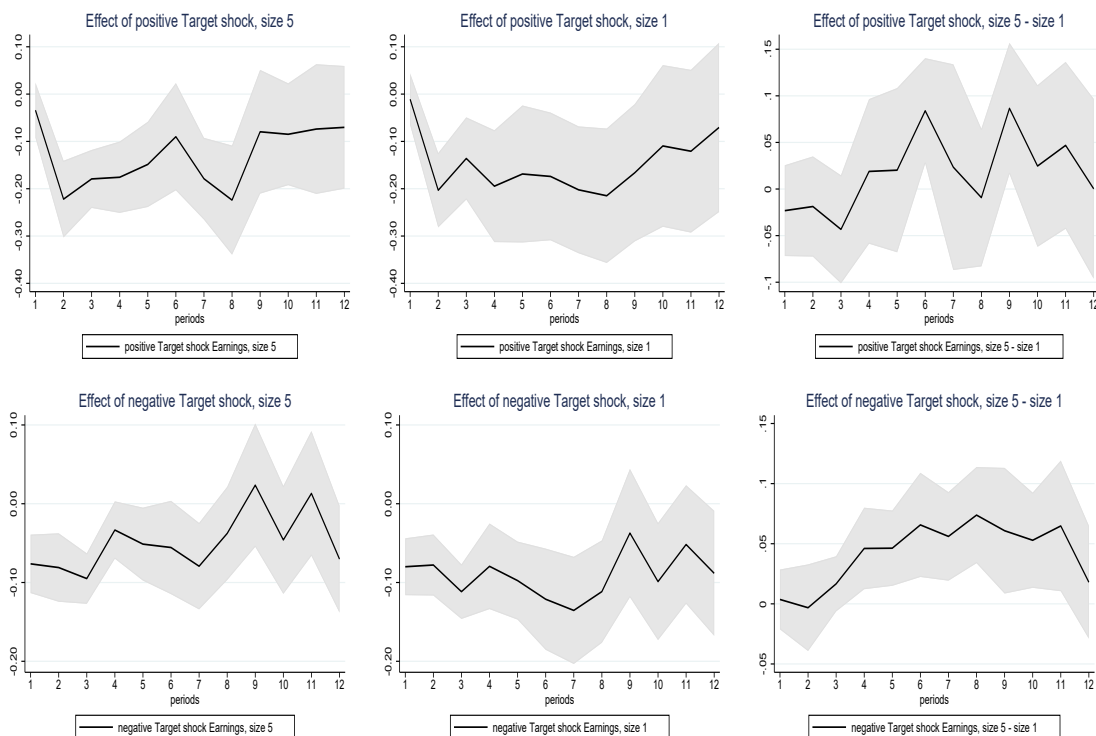 Effect of positive Target shock, size 5
0.10
0.00
-0.10
-0.20
-0.30
-0.40
1 2 3 4 5 6 7 8 9 10 11 12
periods
positive Target shock Earnings, size 5
Effect of positive Target shock, size 1
0.10
0.00
-0.10
-0.20
-0.30
-0.40
1 2 3 4 5 6 7 8 9 10 11 12
periods
positive Target shock Earnings, size 1
Effect of positive Target shock, size 5 - size 1
.15
.1
.05
0
-.05
-.1
1 2 3 4 5 6 7 8 9 10 11 12
periods
positive Target shock Earnings, size 5 - size 1
Effect of negative Target shock, size 5
0.10
0.00
-0.10
-0.20
1 2 3 4 5 6 7 8 9 10 11 12
periods
negative Target shock Earnings, size 5
Effect of negative Target shock, size 1
0.10
0.00
-0.10
-0.20
1 2 3 4 5 6 7 8 9 10 11 12
periods
negative Target shock Earnings, size 1
Effect of negative Target shock, size 5 - size 1
.15
.1
.05
0
-.05
1 2 3 4 5 6 7 8 9 10 11 12
periods
negative Target shock Earnings, size 5 - size 1